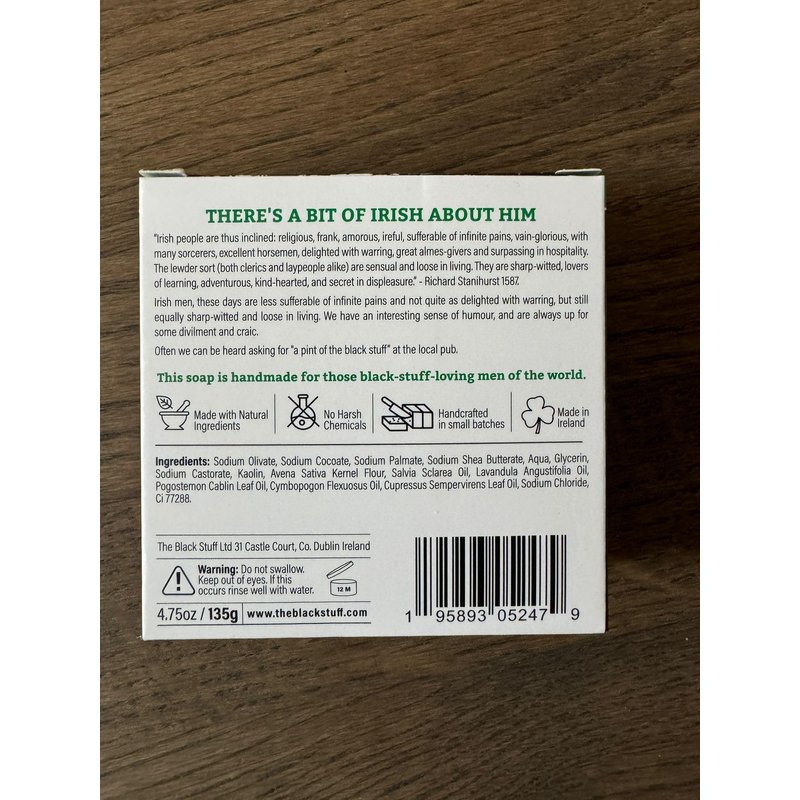 THERE'S A BIT OF IRISH ABOUT HIM
"Irish people are thus inclined: religious, frank, amorous, ireful, sufferable of infinite pains, vain-glorious, with
many sorcerers, excellent horsemen, delighted with warring, great almes-givers and surpassing in hospitality.
The lewder sort (both clerics and laypeople alike) are sensual and loose in living. They are sharp-witted, lovers
of learning, adventurous, kind-hearted, and secret in displeasure." - Richard Stanihurst 1587.
Irish men, these days are less sufferable of infinite pains and not quite as delighted with warring, but still
equally sharp-witted and loose in living. We have an interesting sense of humour, and are always up for
some divilment and craic.
Often we can be heard asking for "a pint of the black stuff" at the local pub.
This soap is handmade for those black-stuff-loving men of the world.
Made with Natural
Ingredients
No Harsh
Chemicals
Handcrafted
in small batches
Made in
Ireland
Ingredients: Sodium Olivate, Sodium Cocoate, Sodium Palmate, Sodium Shea Butterate, Aqua, Glycerin,
Sodium Castorate, Kaolin, Avena Sativa Kernel Flour, Salvia Sclarea Oil, Lavandula Angustifolia Oil,
Pogostemon Cablin Leaf Oil, Cymbopogon Flexuosus Oil, Cupressus Sempervirens Leaf Oil, Sodium Chloride,
Ci 77288.
The Black Stuff Ltd 31 Castle Court, Co. Dublin Ireland
Warning: Do not swallow.
Keep out of eyes. If this
occurs rinse well with water.
12 M
4.75oz / 135g
www.theblackstuff.com
1 95893 05247 9